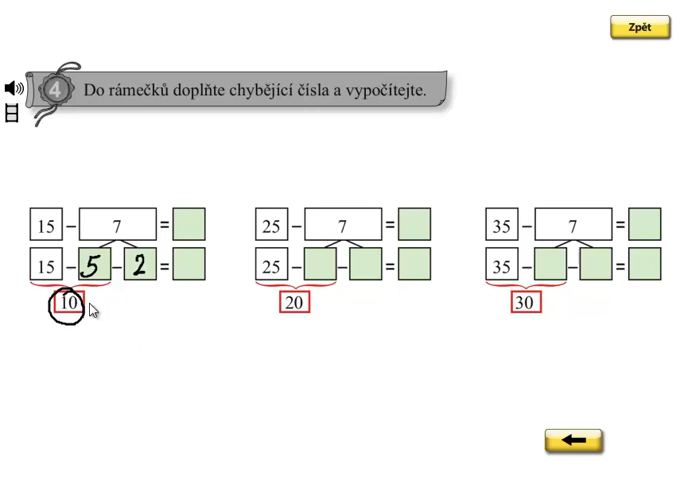 Zpět
4 Do rámečků doplňte chybějící čísla a vypočítejte.
15 – 7 = 25 – 7 = 35 – 7 =
15 – 5 – 2 = 25 – – = 35 – – =
10 20 30